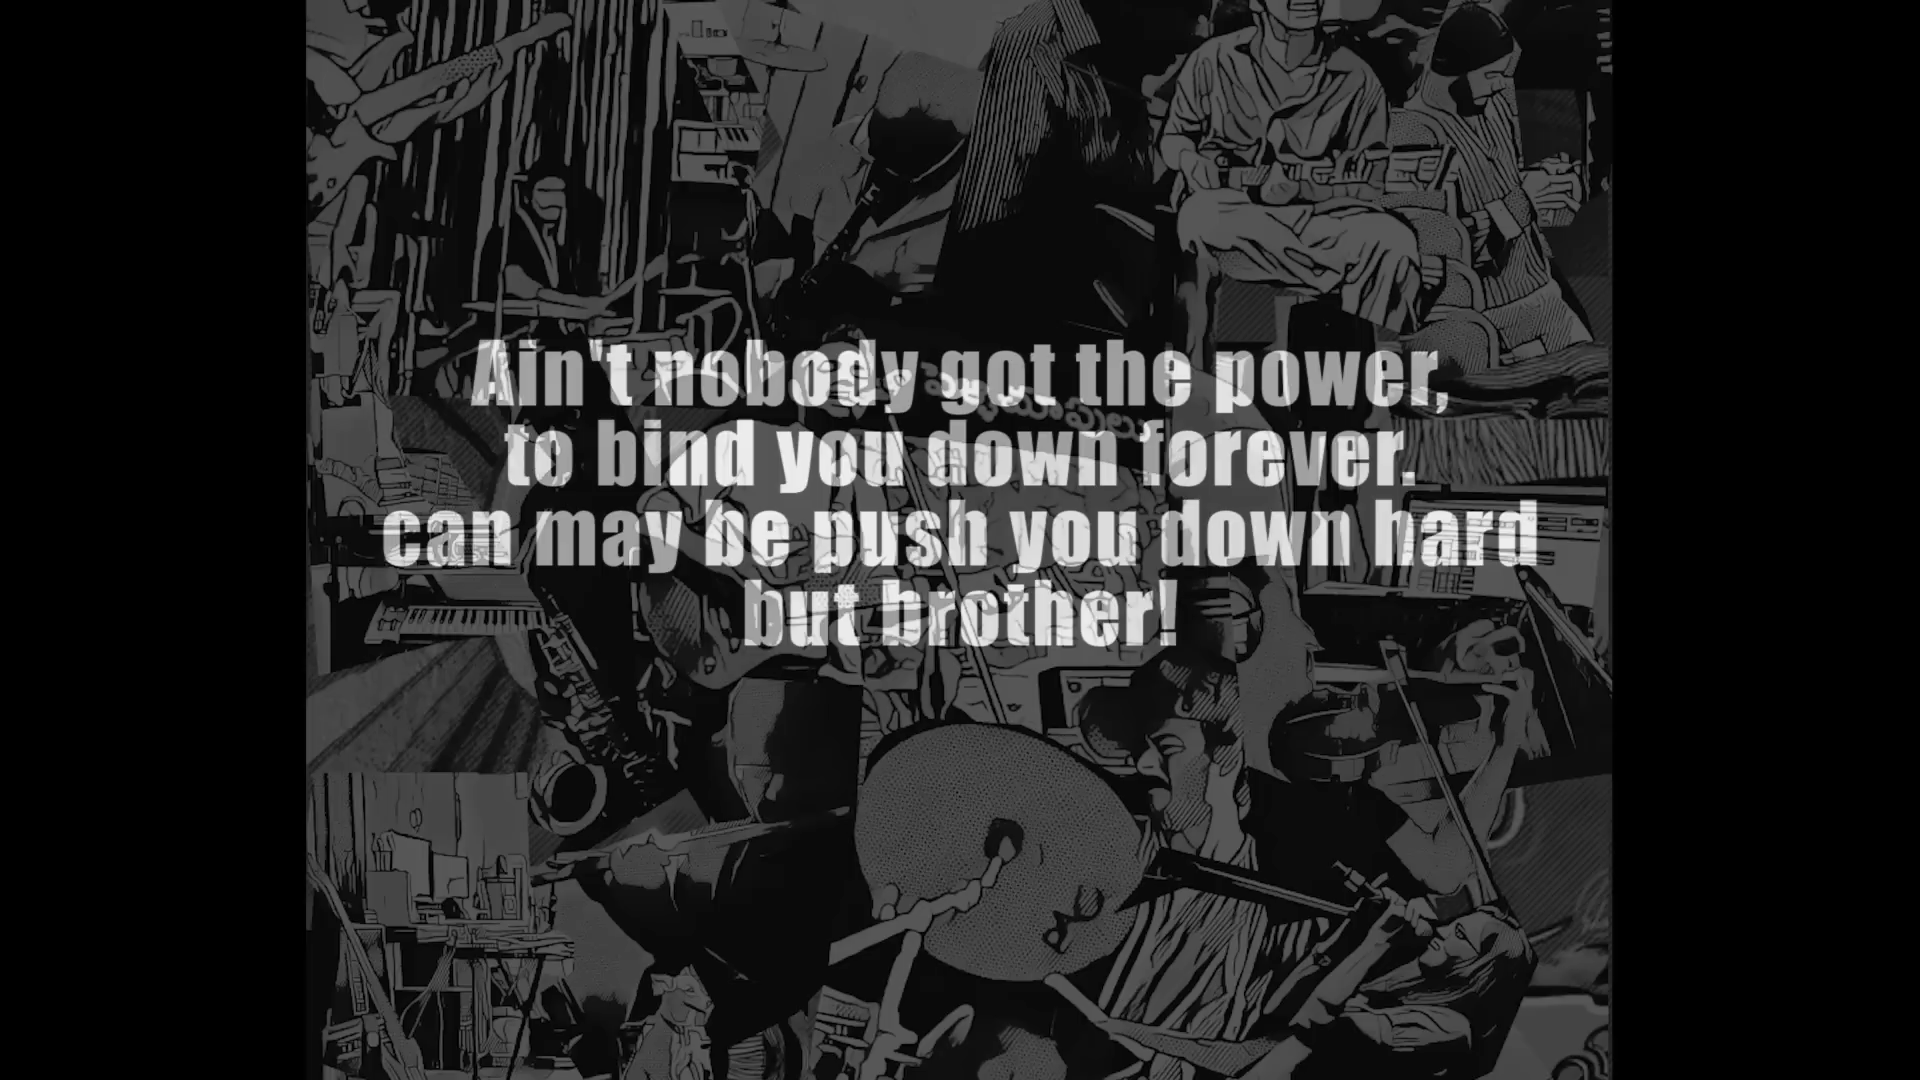 Ain't nobody got the power,
to bind you down forever.
can may be push you down hard
but brother!